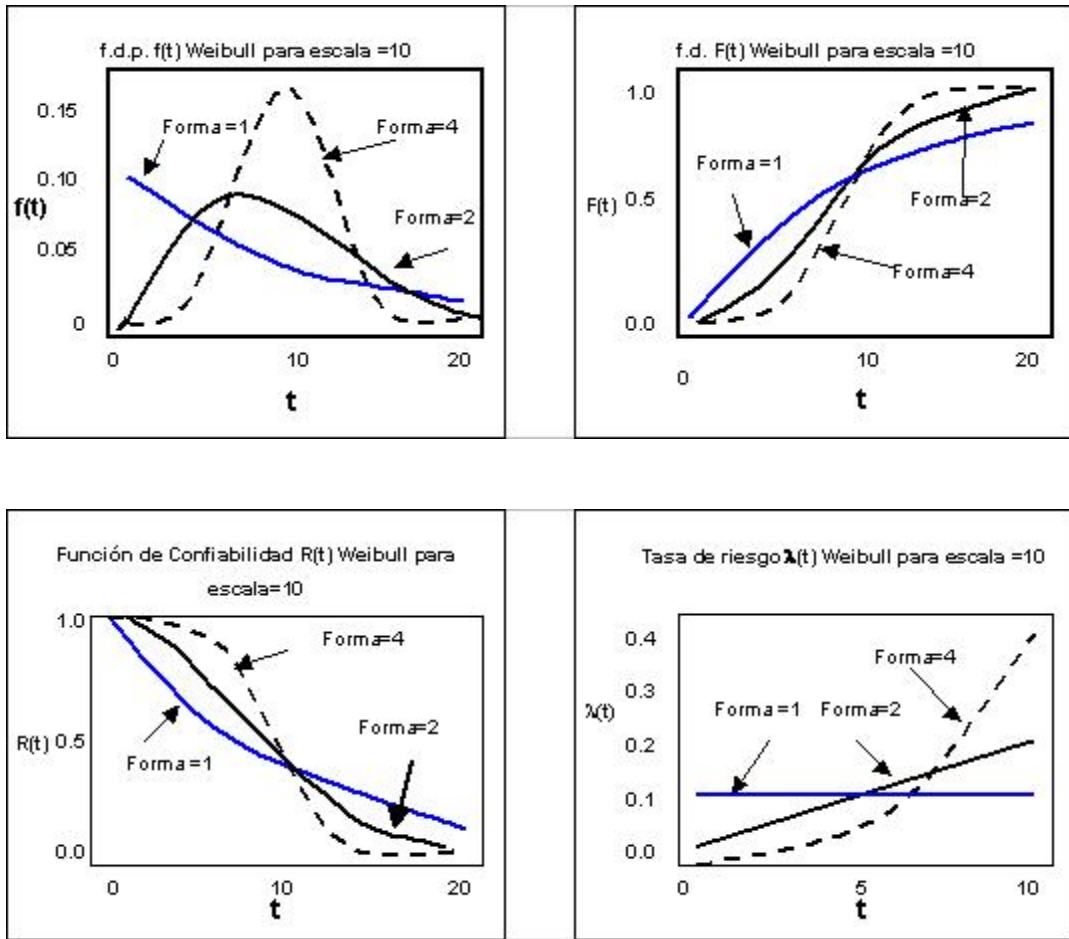 f.d.p. f(t) Weibull para escala =10
0.15
Forma =1
Forma=4
0.10
f(t)
Forma=2
0.05
0
0
10
20
t
f.d. F(t) Weibull para escala =10
1.0
Forma =1
0.5
F(t)
Forma=2
Forma=4
0.0
0
10
20
t
Función de Confiabilidad R(t) Weibull para
escala=10
1.0
Forma=4
R(t)
0.5
Forma=2
Forma =1
0.0
0
10
20
t
Tasa de riesgo λ(t) Weibull para escala =10
0.4
Forma=4
0.3
λ(t)
Forma =1
Forma=2
0.2
0.1
0.0
0
5
10
t